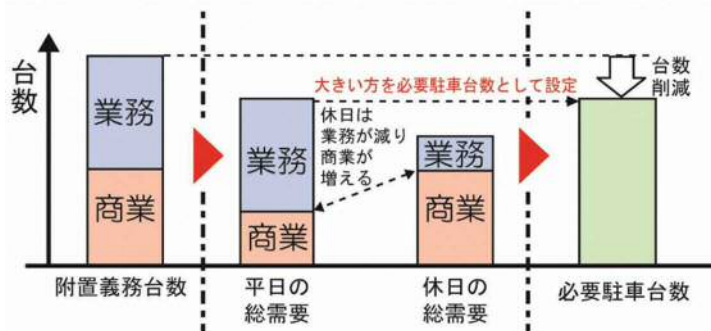 台数
業務
商業
附置義務台数
大きい方を必要駐車台数として設定
業務
商業
平日の
総需要
休日は
業務が減り
商業が
増える
業務
商業
休日の
総需要
台数
削減
必要駐車台数